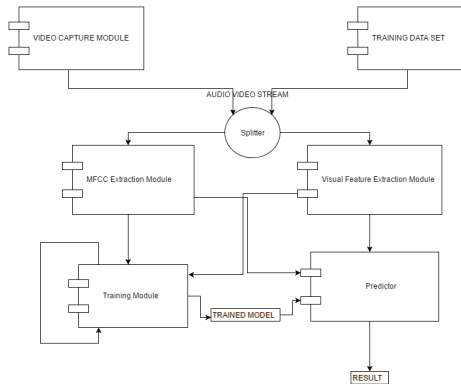 VIDEO CAPTURE MODULE
TRAINING DATA SET
AUDIO VIDEO STREAM
Splitter
MFCC Extraction Module
Visual Feature Extraction Module
Training Module
Predictor
TRAINED MODEL
RESULT